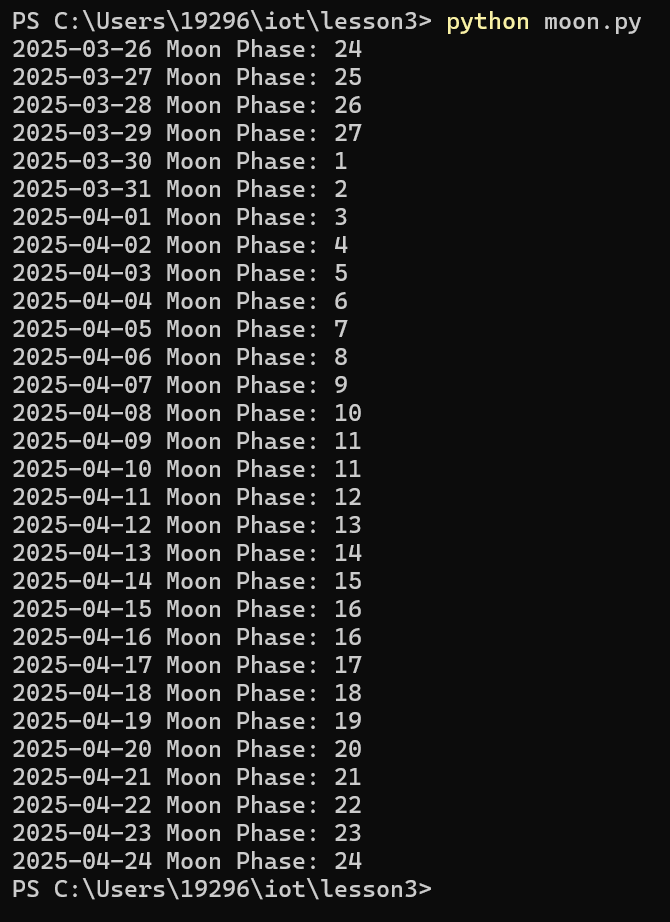 PS C:\Users\19296\iot\lesson3> python moon.py
2025-03-26 Moon Phase: 24
2025-03-27 Moon Phase: 25
2025-03-28 Moon Phase: 26
2025-03-29 Moon Phase: 27
2025-03-30 Moon Phase: 1
2025-03-31 Moon Phase: 2
2025-04-01 Moon Phase: 3
2025-04-02 Moon Phase: 4
2025-04-03 Moon Phase: 5
2025-04-04 Moon Phase: 6
2025-04-05 Moon Phase: 7
2025-04-06 Moon Phase: 8
2025-04-07 Moon Phase: 9
2025-04-08 Moon Phase: 10
2025-04-09 Moon Phase: 11
2025-04-10 Moon Phase: 11
2025-04-11 Moon Phase: 12
2025-04-12 Moon Phase: 13
2025-04-13 Moon Phase: 14
2025-04-14 Moon Phase: 15
2025-04-15 Moon Phase: 16
2025-04-16 Moon Phase: 16
2025-04-17 Moon Phase: 17
2025-04-18 Moon Phase: 18
2025-04-19 Moon Phase: 19
2025-04-20 Moon Phase: 20
2025-04-21 Moon Phase: 21
2025-04-22 Moon Phase: 22
2025-04-23 Moon Phase: 23
2025-04-24 Moon Phase: 24
PS C:\Users\19296\iot\lesson3>